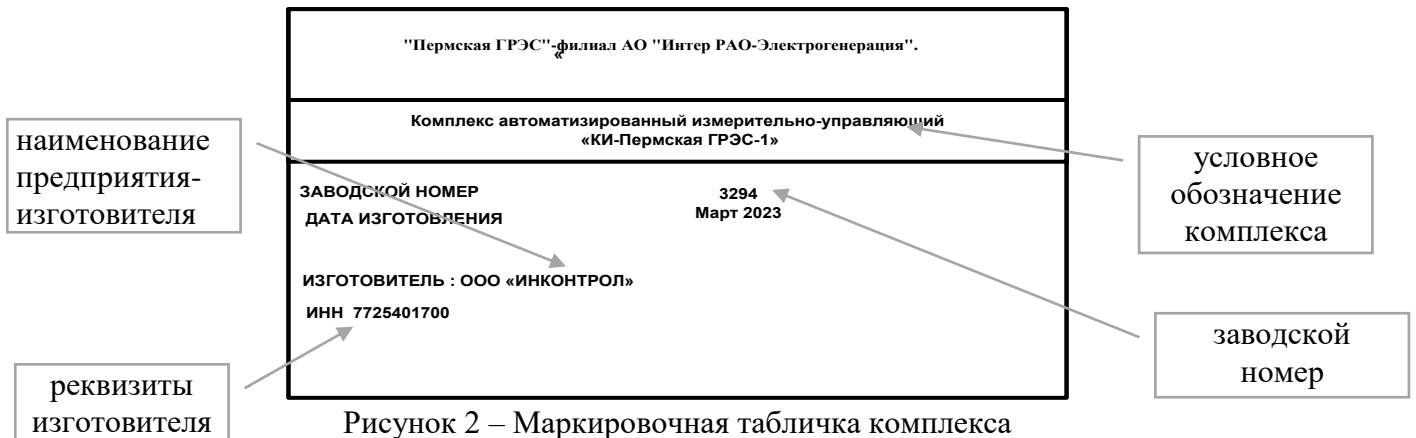 "Пермская ГРЭС"-филиал АО "Интер РАО-Электрогенерация".
«
Комплекс автоматизированный измерительно-управляющий
«КИ-Пермская ГРЭС-1»
наименование
предприятия-
изготовителя
условное
обозначение
комплекса
ЗАВОДСКОЙ НОМЕР 3294
ДАТА ИЗГОТОВЛЕНИЯ Март 2023
ИЗГОТОВИТЕЛЬ : ООО «ИНКОНТРОЛ»
ИНН 7725401700
заводской
номер
реквизиты
изготовителя
Рисунок 2 – Маркировочная табличка комплекса